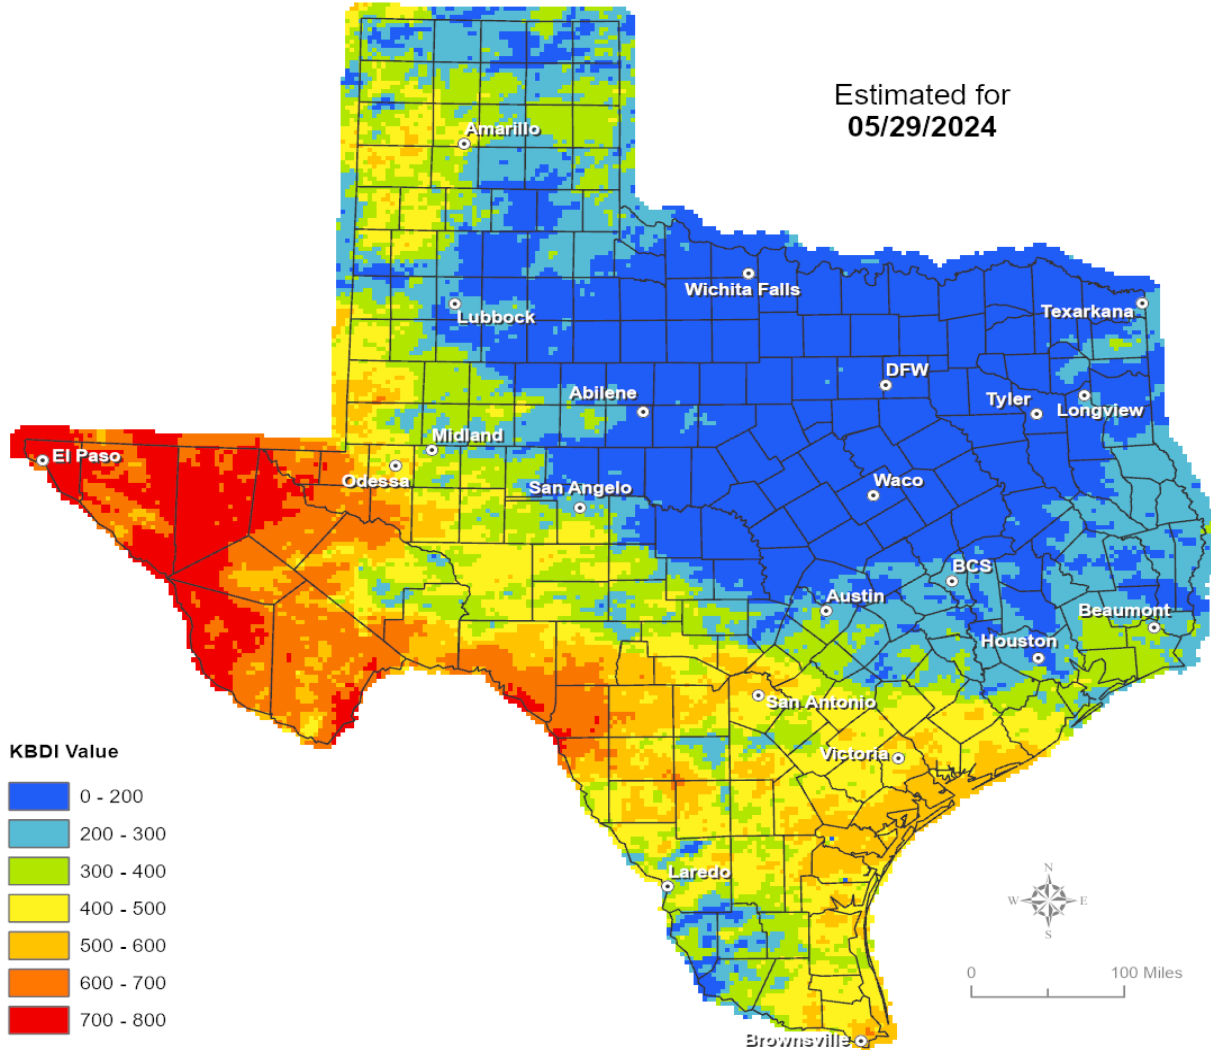 Estimated for
05/29/2024
Amarillo
Wichita Falls
Lubbock
Texarkana
DFW
Abilene
Tyler
Longview
Midland
El Paso
Odessa
San Angelo
Waco
BCS
Austin
Beaumont
Houston
San Antonio
Victoria
Laredo
Brownsville
KBDI Value
0 - 200
200 - 300
300 - 400
400 - 500
500 - 600
600 - 700
700 - 800
N
W E
S
0 100 Miles